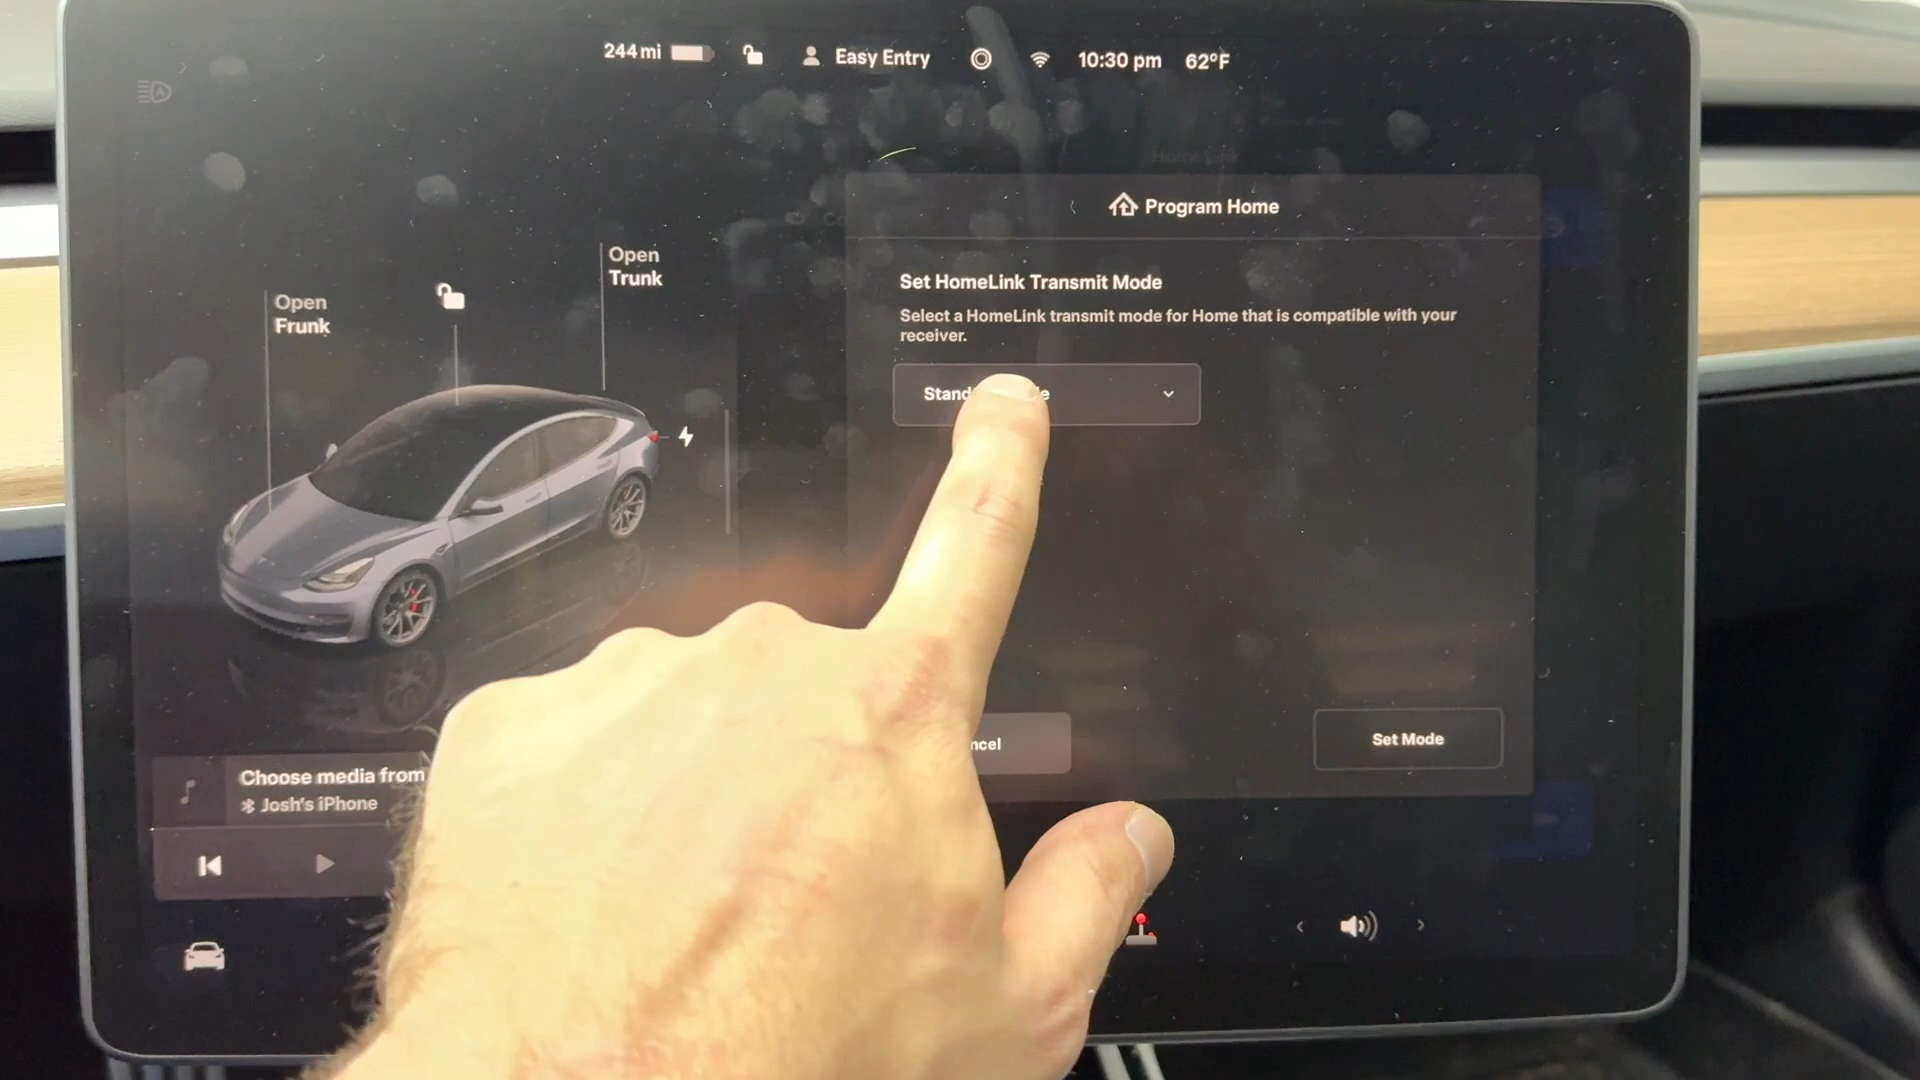 244 mi
Easy Entry
10:30 pm
62°F
Open
Frunk
Open
Trunk
Program Home
Set HomeLink Transmit Mode
Select a HomeLink transmit mode for Home that is compatible with your
receiver.
Set Mode
Choose media from
Josh's iPhone